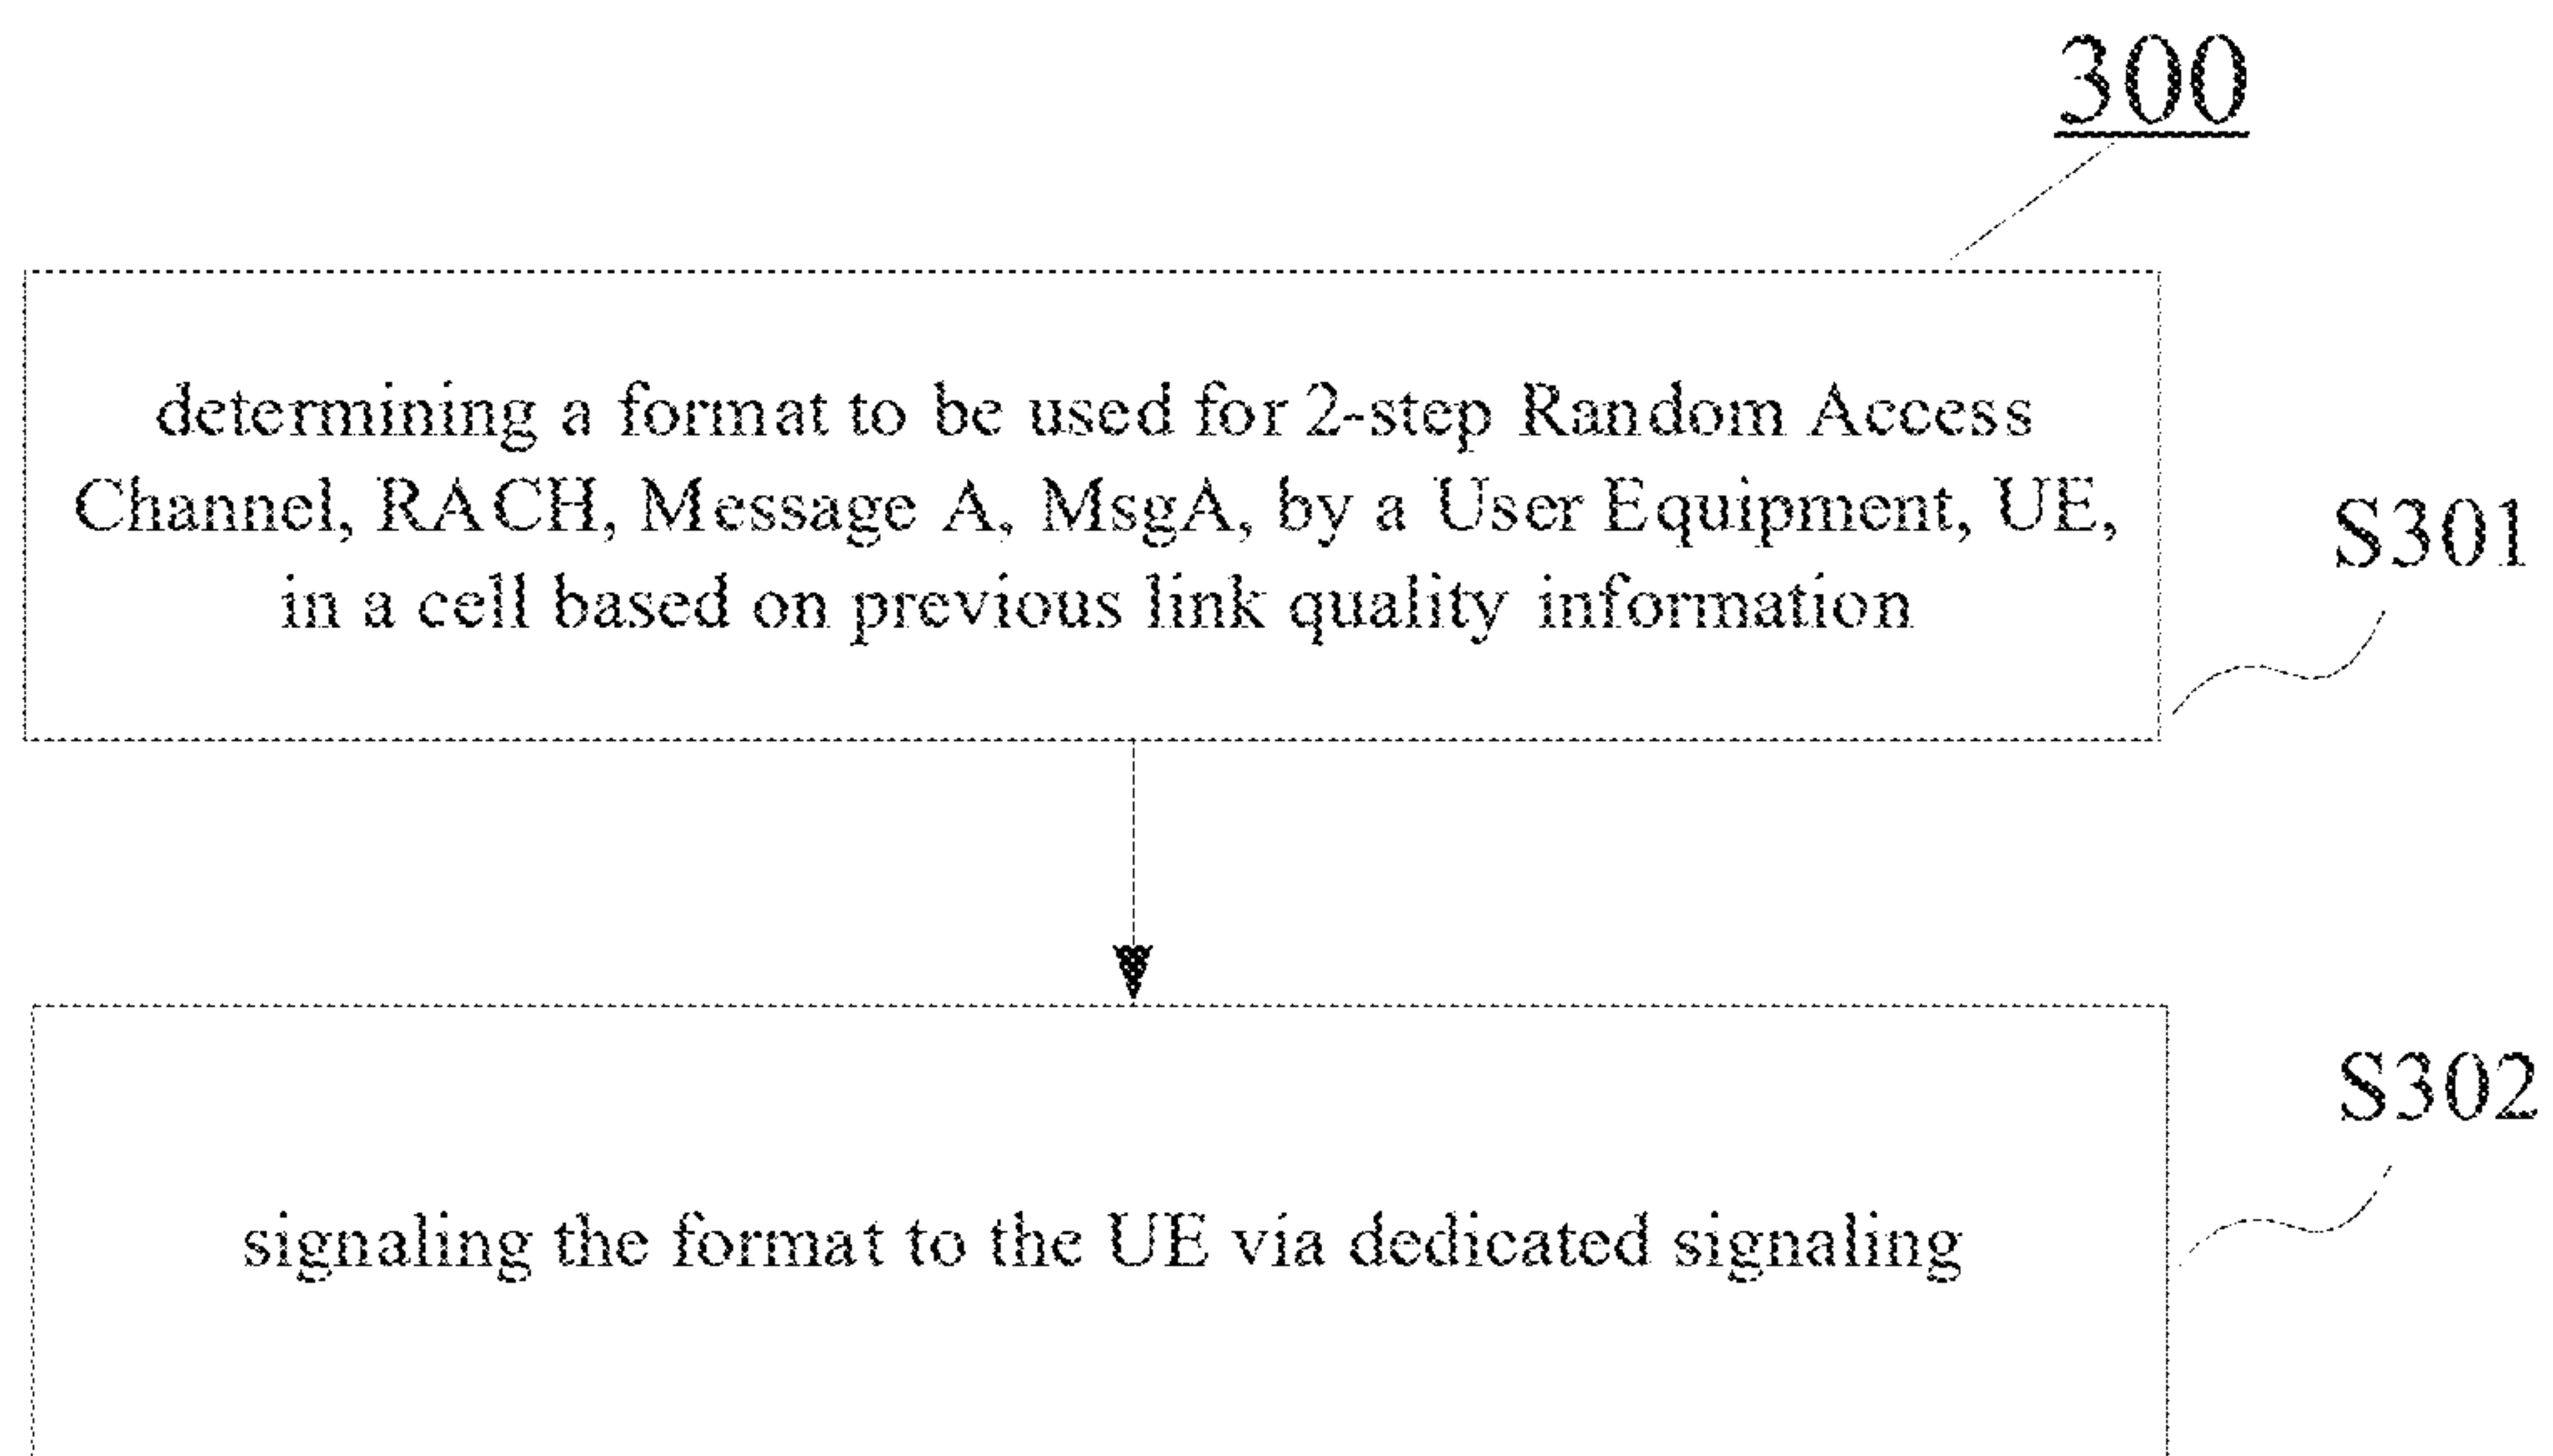 300
determining a format to be used for 2-step Random Access
Channel, RACH, Message A, MsgA, by a User Equipment, UE,
in a cell based on previous link quality information
S301
signaling the format to the UE via dedicated signaling
S302